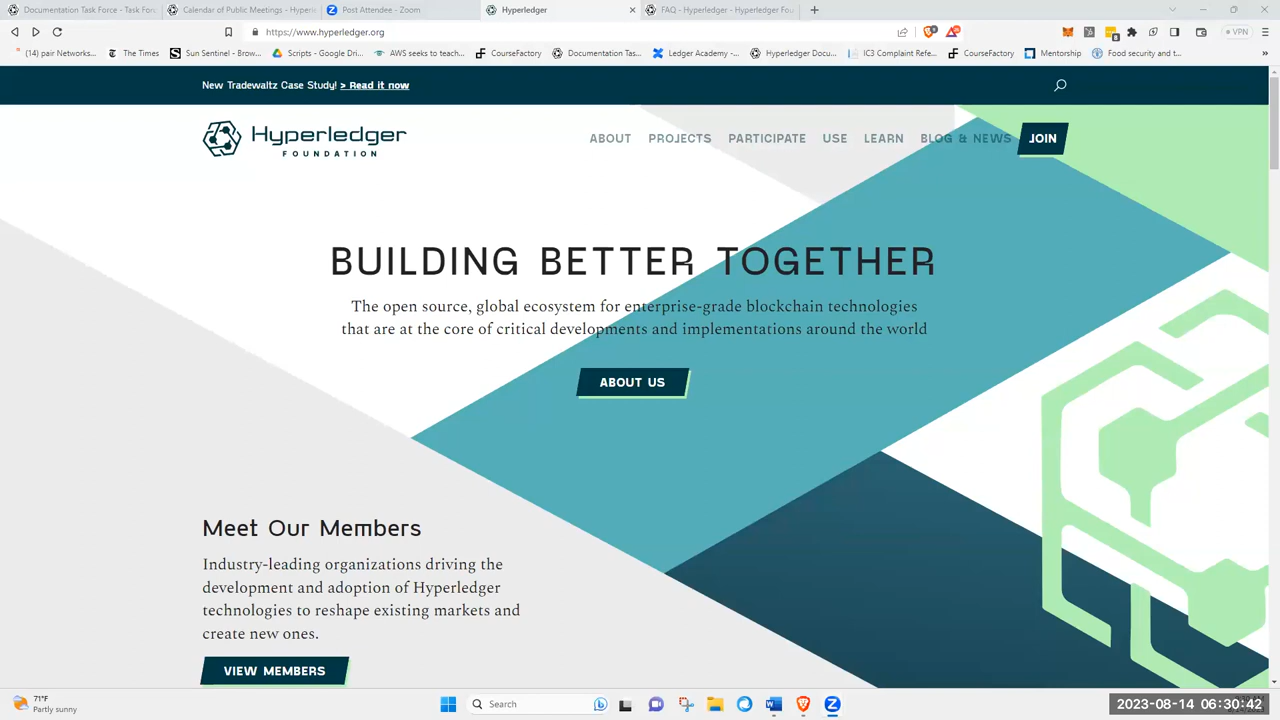 Documentation Task Force - Task Forc
Calendar of Public Meetings - Hyperle
Post Attendee - Zoom
Hyperledger
FAQ - Hyperledger - Hyperledger Fou
https://www.hyperledger.org
VPN
(14) pair Networks...
The Times
Sun Sentinel - Brow...
Scripts - Google Dri...
AWS seeks to teach...
CourseFactory
Documentation Tas...
Ledger Academy -...
Hyperledger Docu...
IC3 Complaint Refe...
CourseFactory
Mentorship
Food security and t...
New Tradewaltz Case Study! > Read it now
Hyperledger
FOUNDATION
ABOUT PROJECTS PARTICIPATE USE LEARN BLOG & NEWS JOIN
BUILDING BETTER TOGETHER
The open source, global ecosystem for enterprise-grade blockchain technologies
that are at the core of critical developments and implementations around the world
ABOUT US
Meet Our Members
Industry-leading organizations driving the
development and adoption of Hyperledger
technologies to reshape existing markets and
create new ones.
VIEW MEMBERS
71°F
Partly sunny
Search
2023-08-14 06:30:42